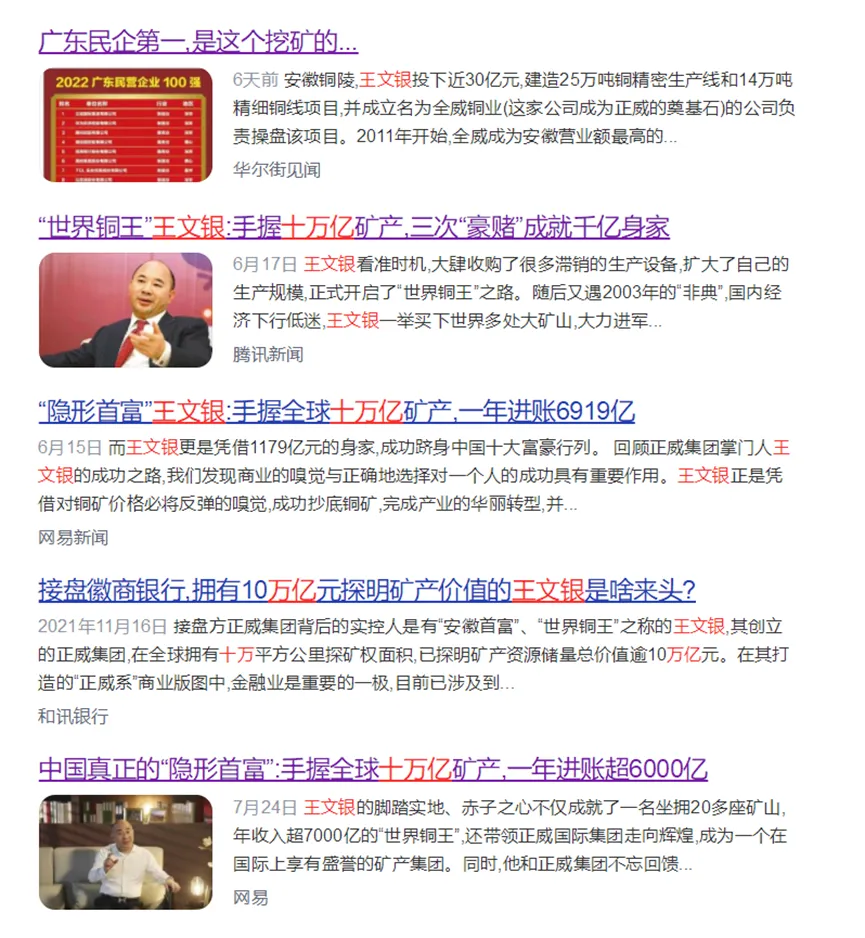 广东民企第一,是这个挖矿的...
2022 广东民营企业 100 强
6天前 安徽铜陵,王文银投下近30亿元,建造25万吨铜精密生产线和14万吨
精细铜线项目,并成立名为全威铜业(这家公司成为正威的奠基石)的公司负
责操盘该项目。2011年开始,全威成为安徽营业额最高的...
华尔街见闻
“世界铜王”王文银:手握十万亿矿产,三次“豪赌”成就千亿身家
6月17日 王文银看准时机,大肆收购了很多滞销的生产设备,扩大了自己的
生产规模,正式开启了“世界铜王”之路。随后又遇2003年的“非典”,国内经
济下行低迷,王文银一举买下世界多处大矿山,大力进军...
腾讯新闻
“隐形首富”王文银:手握全球十万亿矿产,一年进账6919亿
6月15日 而王文银更是凭借1179亿元的身家,成功跻身中国十大富豪行列。 回顾正威集团掌门人王
文银的成功之路,我们发现商业的嗅觉与正确地选择对一个人的成功具有重要作用。王文银正是凭
借对铜矿价格必将反弹的嗅觉,成功抄底铜矿,完成产业的华丽转型,并...
网易新闻
接盘徽商银行,拥有10万亿元探明矿产价值的王文银是啥来头?
2021年11月16日 接盘方正威集团背后的实控人是有“安徽首富”、“世界铜王”之称的王文银,其创立
的正威集团,在全球拥有十万平方公里探矿权面积,已探明矿产资源储量总价值逾10万亿元。在其打
造的“正威系”商业版图中,金融业是重要的一极,目前已涉及到...
和讯银行
中国真正的“隐形首富”:手握全球十万亿矿产,一年进账超6000亿
7月24日 王文银的脚踏实地、赤子之心不仅成就了一名坐拥20多座矿山,
年收入超7000亿的“世界铜王”,还带领正威国际集团走向辉煌,成为一个在
国际上享有盛誉的矿产集团。同时,他和正威集团不忘回馈...
网易